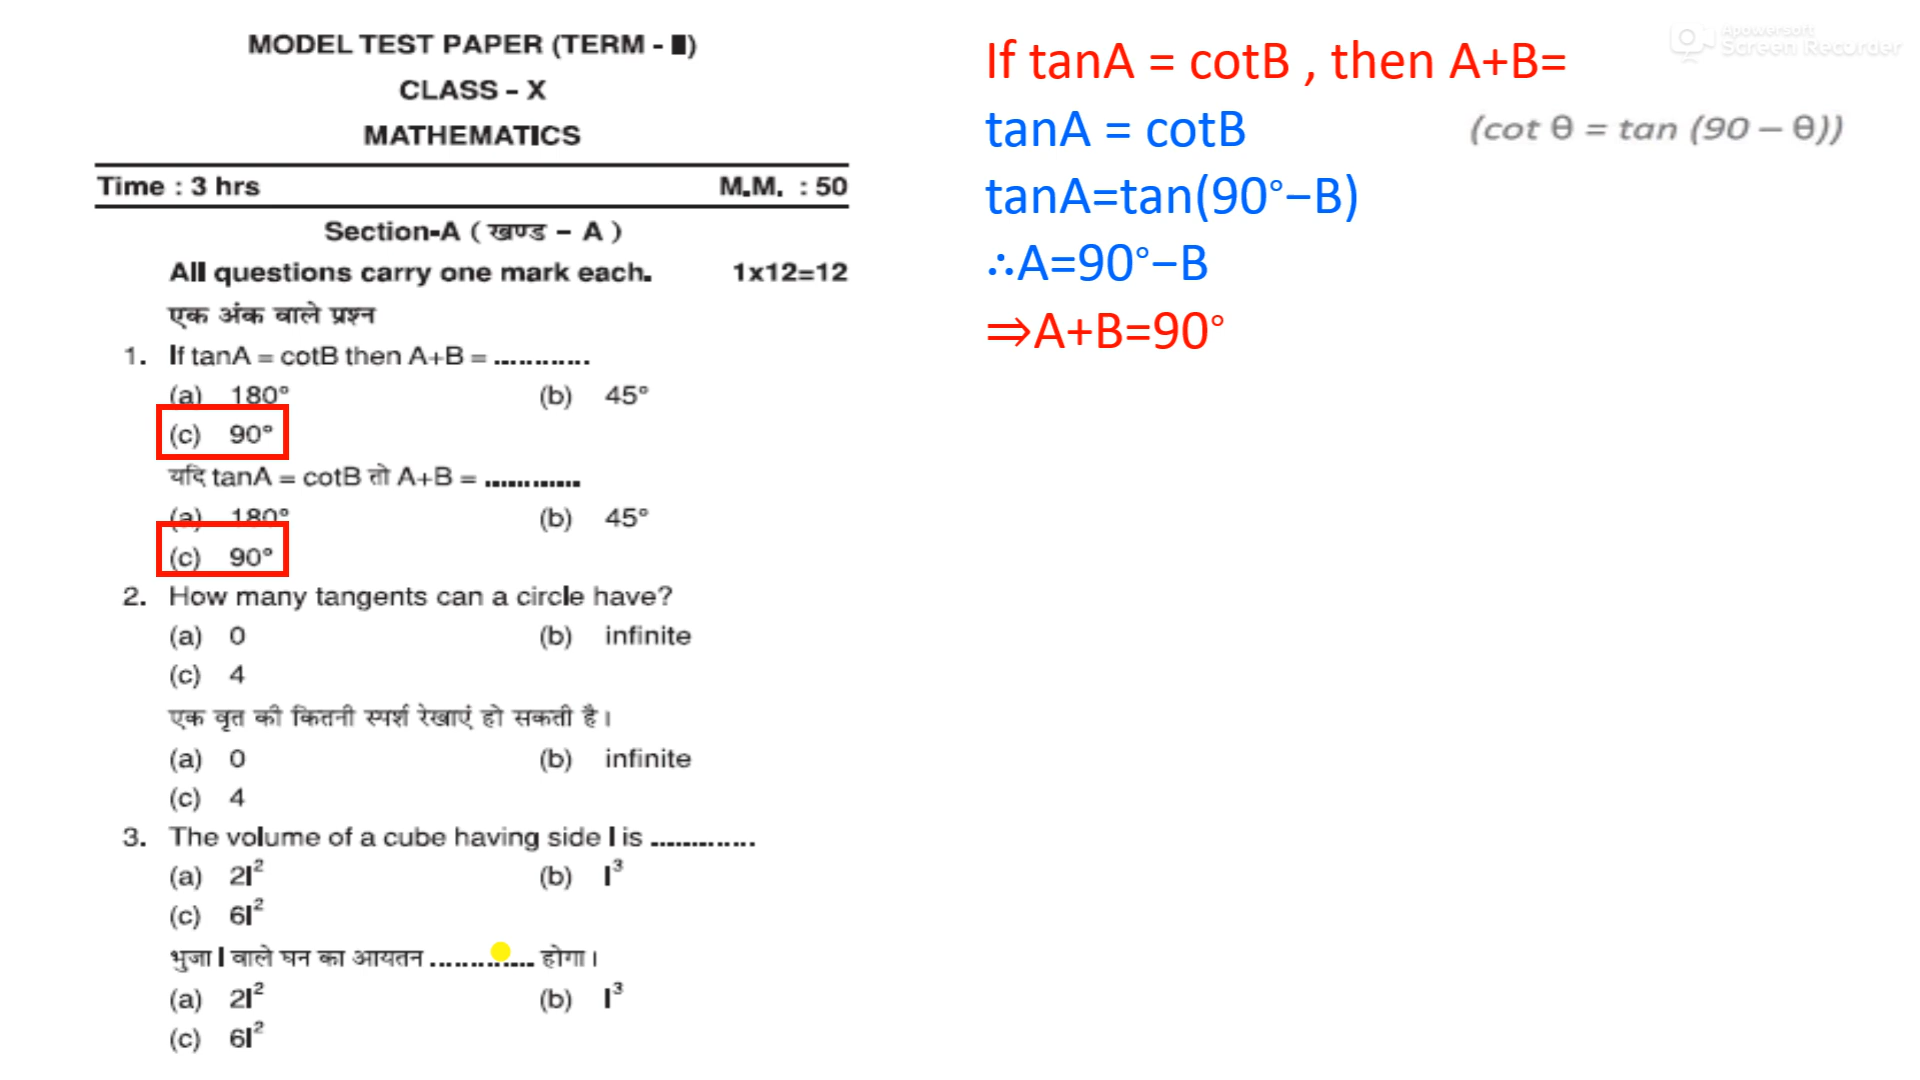 MODEL TEST PAPER (TERM - II)
CLASS - X
MATHEMATICS
Time : 3 hrs M.M. : 50
Section-A ( खण्ड - A )
All questions carry one mark each. 1x12=12
एक अंक वाले प्रश्न
1. If tanA = cotB then A+B = ............
(a) 180° (b) 45°
(c) 90°
यदि tanA = cotB तो A+B = ............
(a) 180° (b) 45°
(c) 90°
2. How many tangents can a circle have?
(a) 0 (b) infinite
(c) 4
एक वृत की कितनी स्पर्श रेखाएं हो सकती है।
(a) 0 (b) infinite
(c) 4
3. The volume of a cube having side l is .............
(a) 2l² (b) l³
(c) 6l²
भुजा l वाले घन का आयतन ............. होगा।
(a) 2l² (b) l³
(c) 6l²
If tanA = cotB , then A+B=
tanA = cotB (cot θ = tan (90 – θ))
tanA=tan(90°−B)
∴A=90°−B
⇒A+B=90°
Apowersoft
Screen Recorder